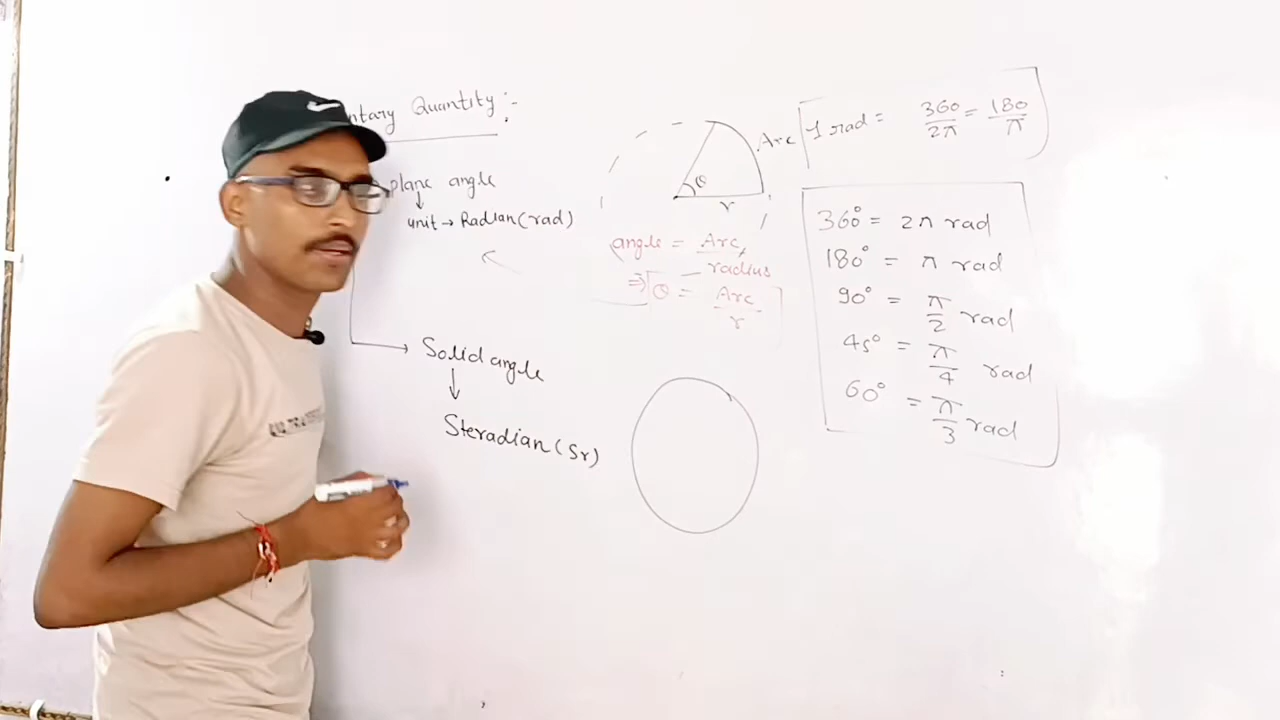 ntary Quantity :-
plane angle
unit → Radian(rad)
Solid angle
Steradian (Sr)
Arc
θ
r
angle = Arc / radius
⇒ θ = Arc / r
1 rad = 360/2π = 180/π
360° = 2π rad
180° = π rad
90° = π/2 rad
45° = π/4 rad
60° = π/3 rad